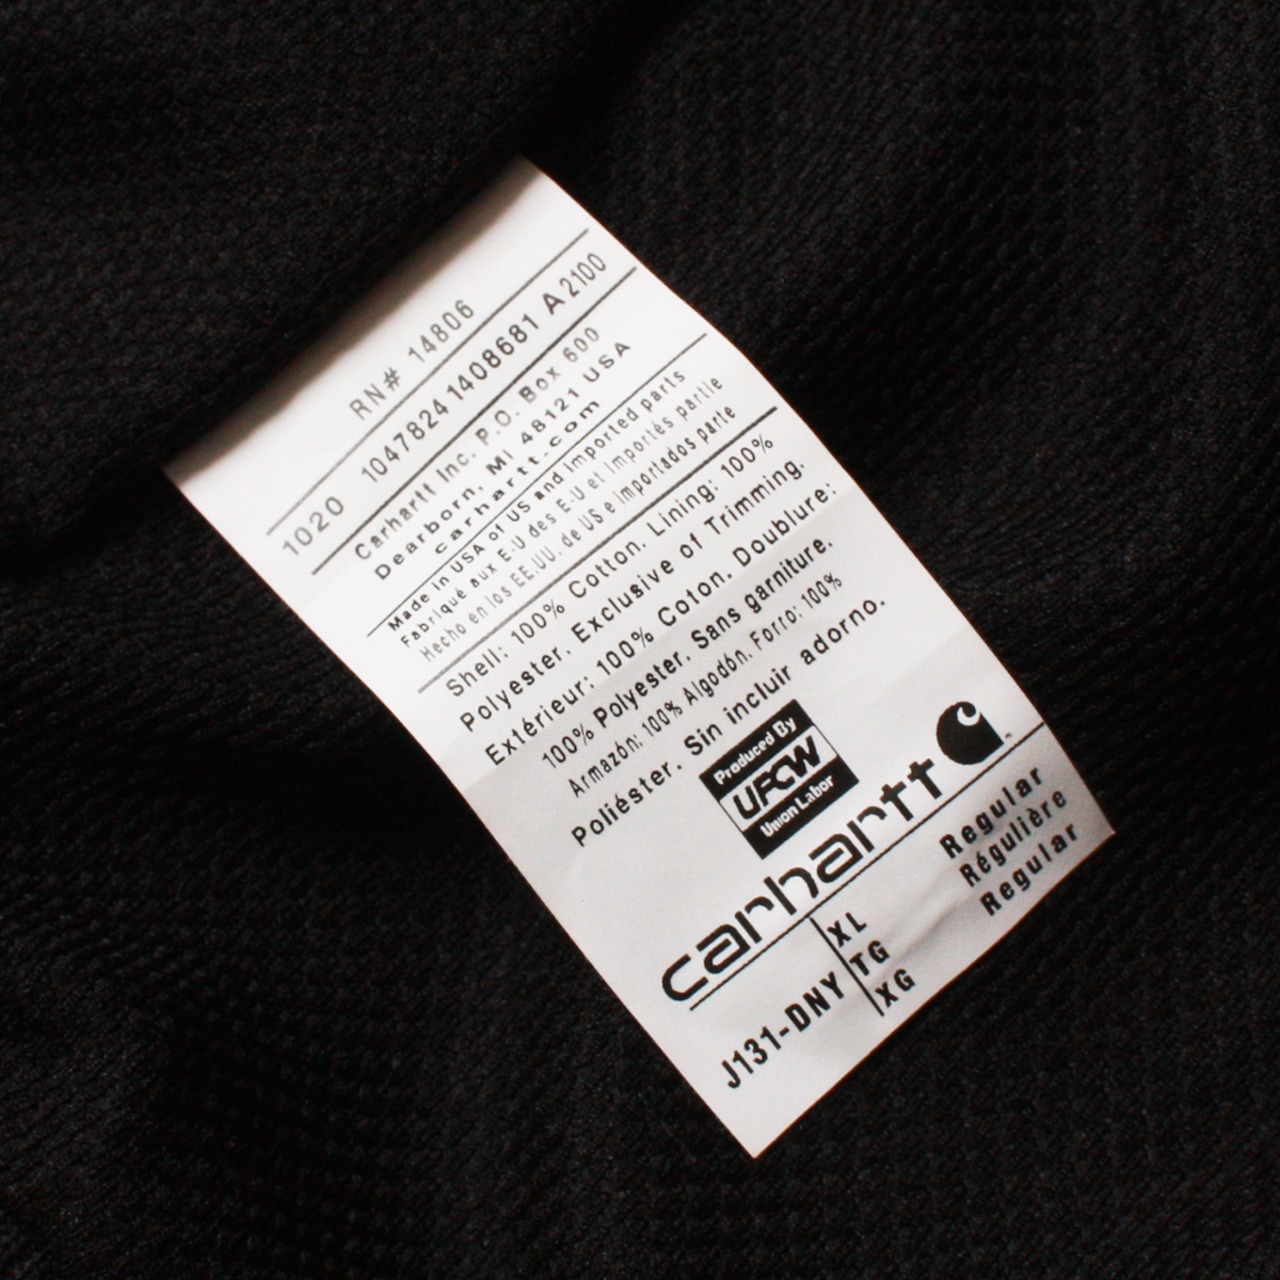 RN# 14806
1020 1047824 1408681 A 2100
Carhartt Inc. P.O. Box 600
Dearborn, MI 48121 USA
carhartt.com
Made in USA of US and Imported parts
Fabriqué aux E-U des E-U et Importés partie
Hecho en los EE.UU. de US e importados parte
Shell: 100% Cotton. Lining: 100%
Polyester. Exclusive of Trimming.
Extérieur: 100% Coton. Doublure:
100% Polyester. Sans garniture.
Armazón: 100% Algodón. Forro: 100%
Poliéster. Sin incluir adorno.
Produced By
UFCW
Union Labor
carhartt
Regular
Régulière
Regular
J131-DNY
XL
TG
XG